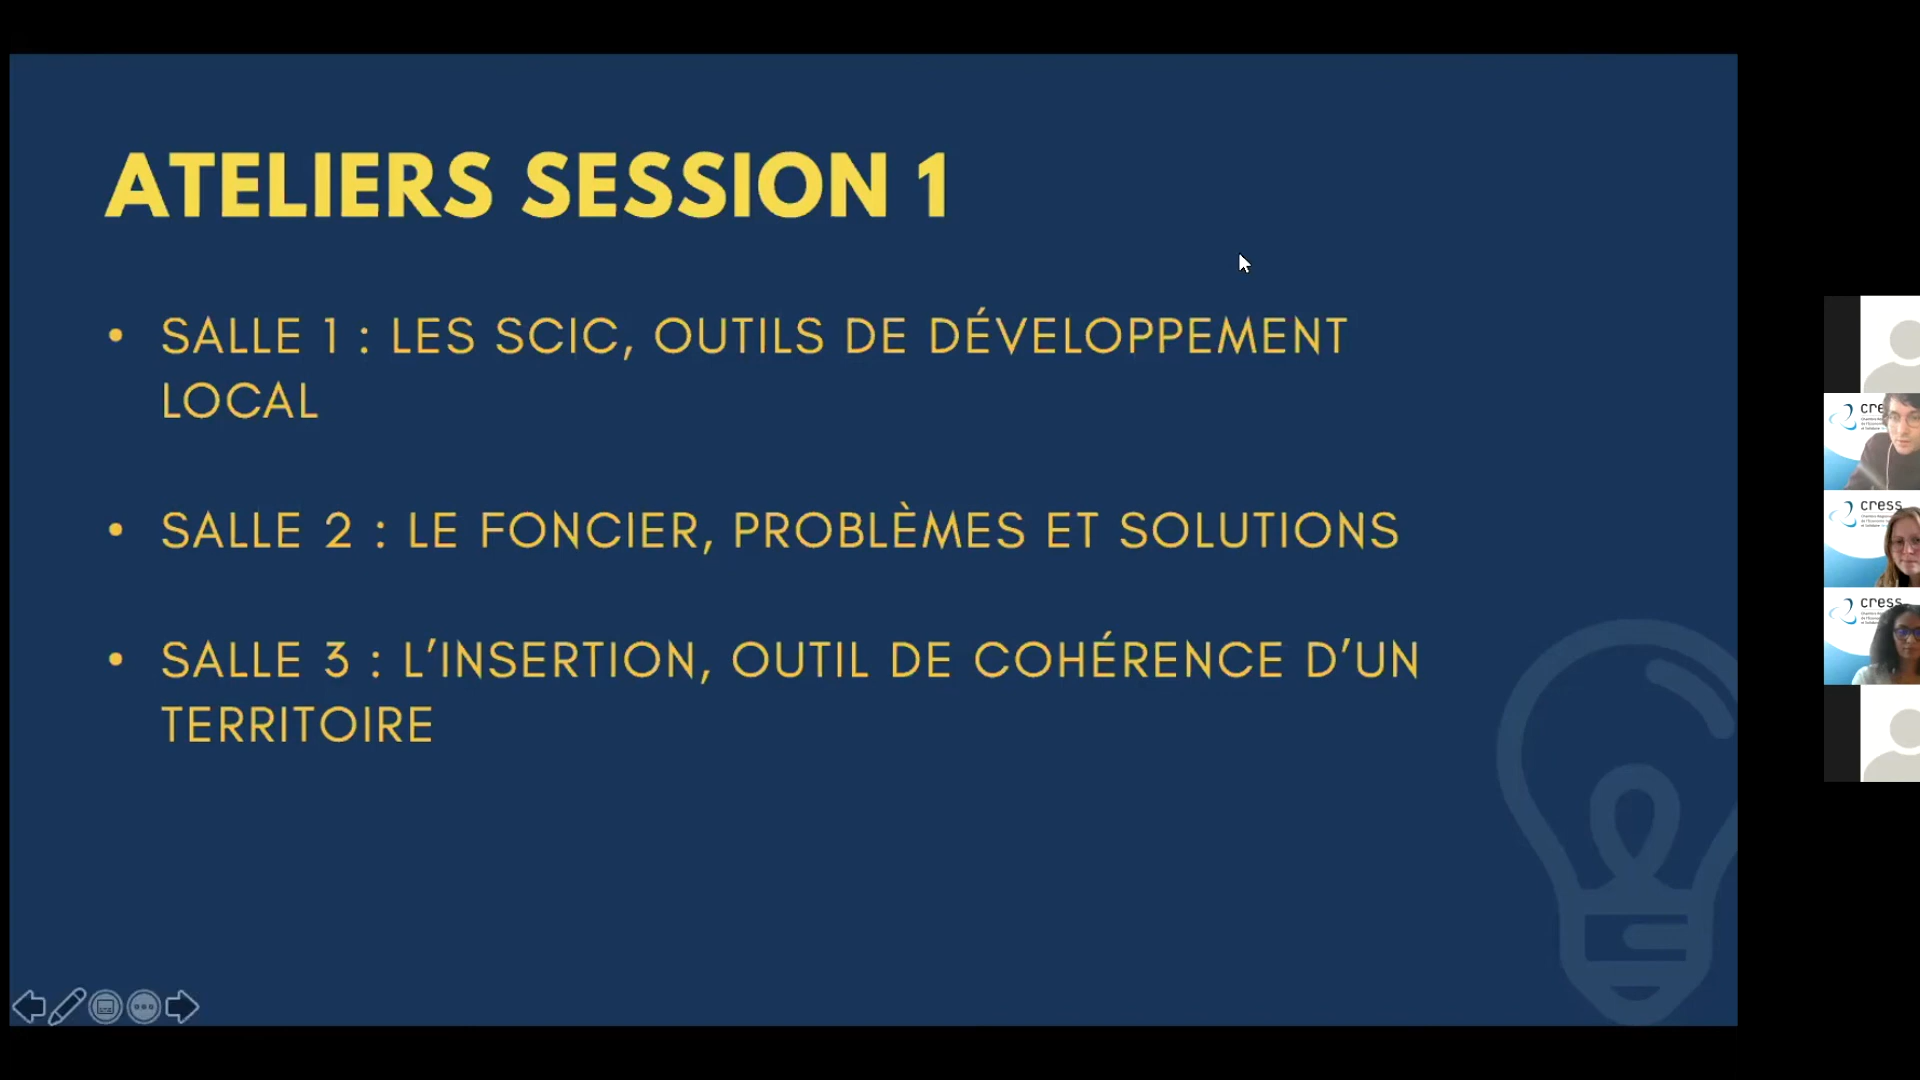 ATELIERS SESSION 1
• SALLE 1 : LES SCIC, OUTILS DE DÉVELOPPEMENT
LOCAL
• SALLE 2 : LE FONCIER, PROBLÈMES ET SOLUTIONS
• SALLE 3 : L’INSERTION, OUTIL DE COHÉRENCE D’UN
TERRITOIRE
cre
cress
cress